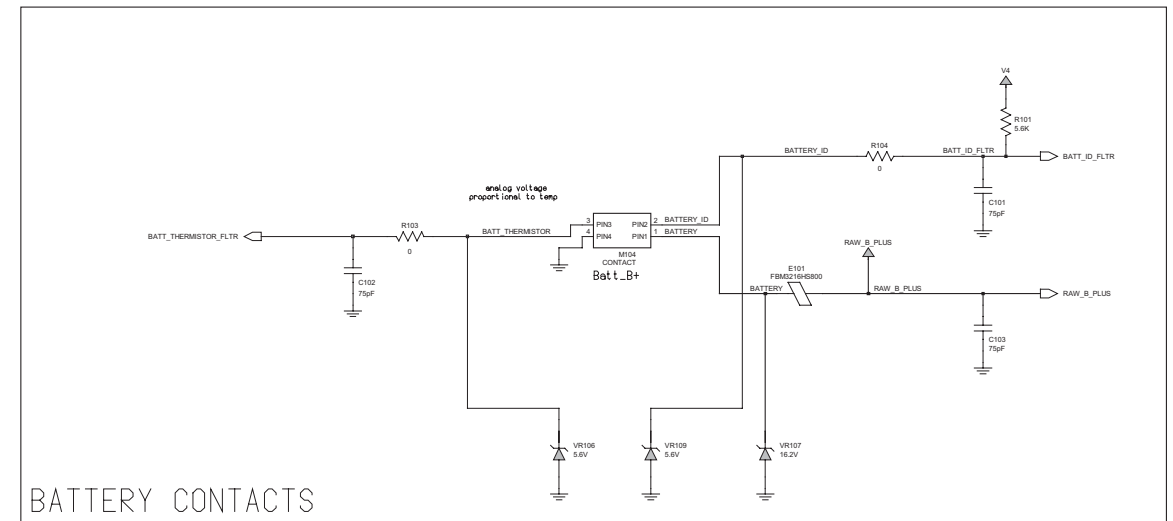 V4
R101
5.6K
R104
BATTERY_ID
BATT_ID_FLTR
BATT_ID_FLTR
0
analog voltage
proportional to temp
C101
75pF
R103
BATT_THERMISTOR
3 PIN3 PIN2 2 BATTERY_ID
4 PIN4 PIN1 1 BATTERY
BATT_THERMISTOR_FLTR
0
M104
CONTACT
Batt_B+
RAW_B_PLUS
E101
FBM3216HS800
C102
75pF
BATTERY
RAW_B_PLUS
RAW_B_PLUS
C103
75pF
VR106
5.6V
VR109
5.6V
VR107
16.2V
BATTERY CONTACTS